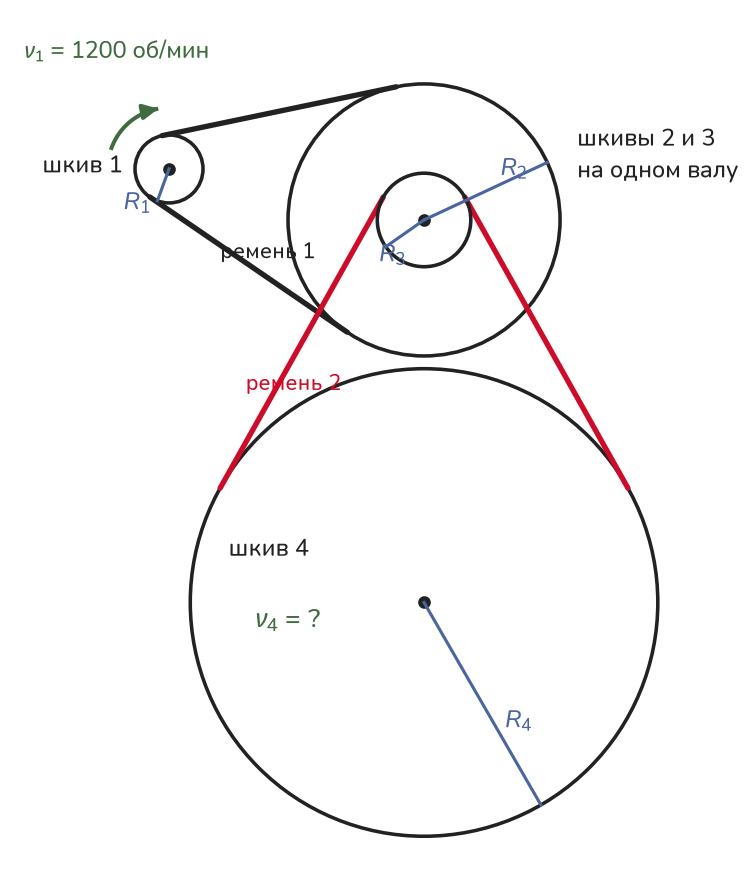 ν₁ = 1200 об/мин
шкив 1
шкивы 2 и 3
на одном валу
R₂
R₁
ремень 1
R₃
ремень 2
шкив 4
ν₄ = ?
R₄